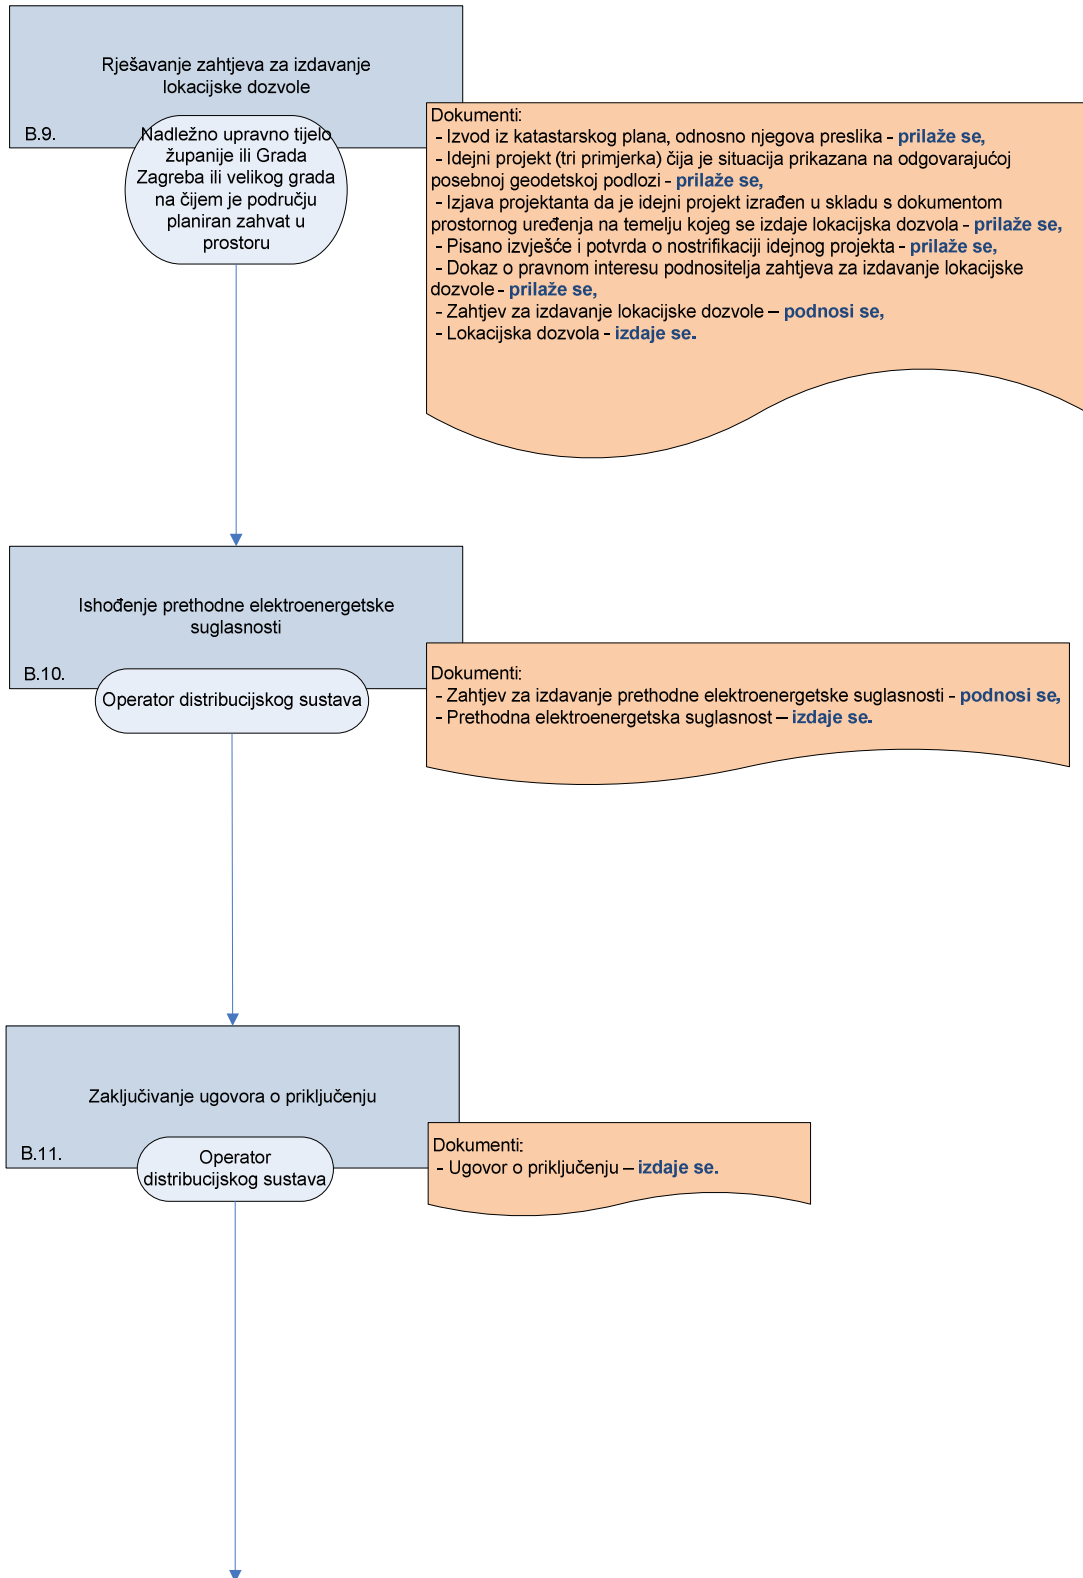 Rješavanje zahtjeva za izdavanje
lokacijske dozvole
B.9.
Nadležno upravno tijelo
županije ili Grada
Zagreba ili velikog grada
na čijem je području
planiran zahvat u
prostoru
Dokumenti:
- Izvod iz katastarskog plana, odnosno njegova preslika - prilaže se,
- Idejni projekt (tri primjerka) čija je situacija prikazana na odgovarajućoj
posebnoj geodetskoj podlozi - prilaže se,
- Izjava projektanta da je idejni projekt izrađen u skladu s dokumentom
prostornog uređenja na temelju kojeg se izdaje lokacijska dozvola - prilaže se,
- Pisano izvješće i potvrda o nostrifikaciji idejnog projekta - prilaže se,
- Dokaz o pravnom interesu podnositelja zahtjeva za izdavanje lokacijske
dozvole - prilaže se,
- Zahtjev za izdavanje lokacijske dozvole – podnosi se,
- Lokacijska dozvola - izdaje se.
Ishođenje prethodne elektroenergetske
suglasnosti
B.10.
Operator distribucijskog sustava
Dokumenti:
- Zahtjev za izdavanje prethodne elektroenergetske suglasnosti - podnosi se,
- Prethodna elektroenergetska suglasnost – izdaje se.
Zaključivanje ugovora o priključenju
B.11.
Operator
distribucijskog sustava
Dokumenti:
- Ugovor o priključenju – izdaje se.